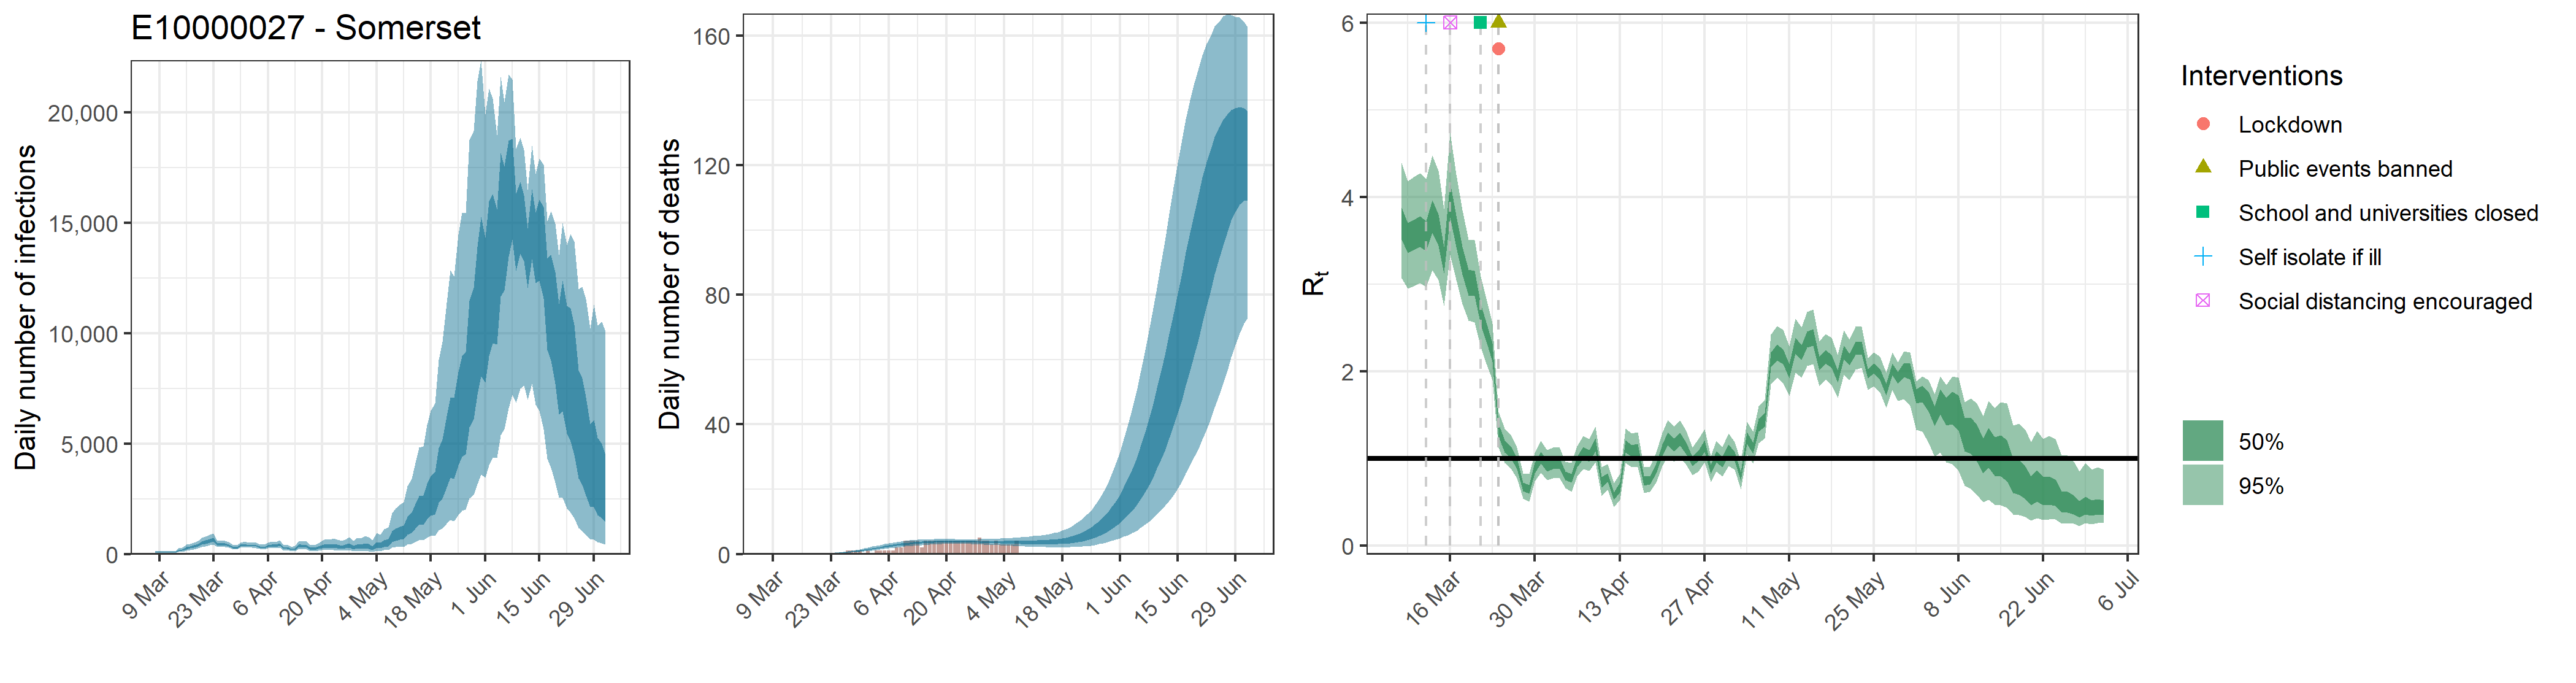 E10000027 - Somerset
Daily number of infections
20,000
15,000
10,000
5,000
0
9 Mar
23 Mar
6 Apr
20 Apr
4 May
18 May
1 Jun
15 Jun
29 Jun
Daily number of deaths
160
120
80
40
0
9 Mar
23 Mar
6 Apr
20 Apr
4 May
18 May
1 Jun
15 Jun
29 Jun
Rt
6
4
2
0
16 Mar
30 Mar
13 Apr
27 Apr
11 May
25 May
8 Jun
22 Jun
6 Jul
Interventions
Lockdown
Public events banned
School and universities closed
Self isolate if ill
Social distancing encouraged
50%
95%